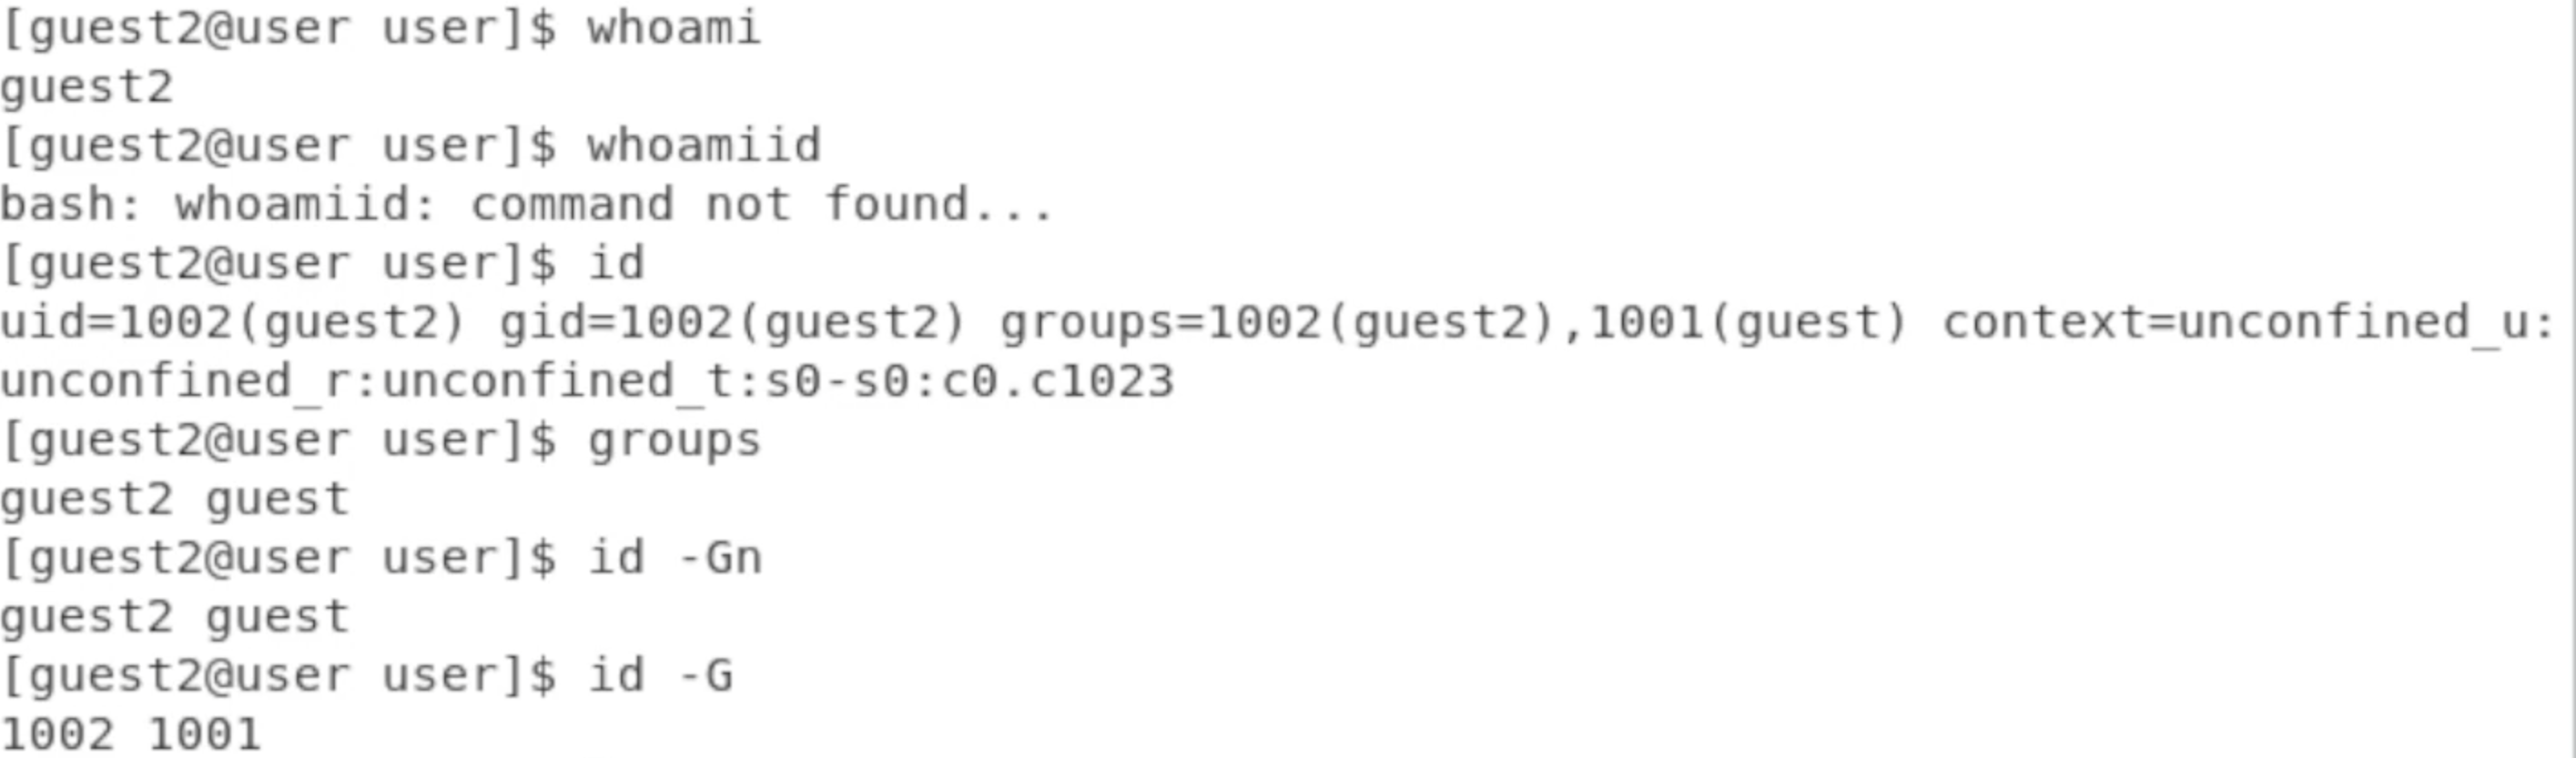 [guest2@user user]$ whoami
guest2
[guest2@user user]$ whoamiid
bash: whoamiid: command not found...
[guest2@user user]$ id
uid=1002(guest2) gid=1002(guest2) groups=1002(guest2),1001(guest) context=unconfined_u:
unconfined_r:unconfined_t:s0-s0:c0.c1023
[guest2@user user]$ groups
guest2 guest
[guest2@user user]$ id -Gn
guest2 guest
[guest2@user user]$ id -G
1002 1001